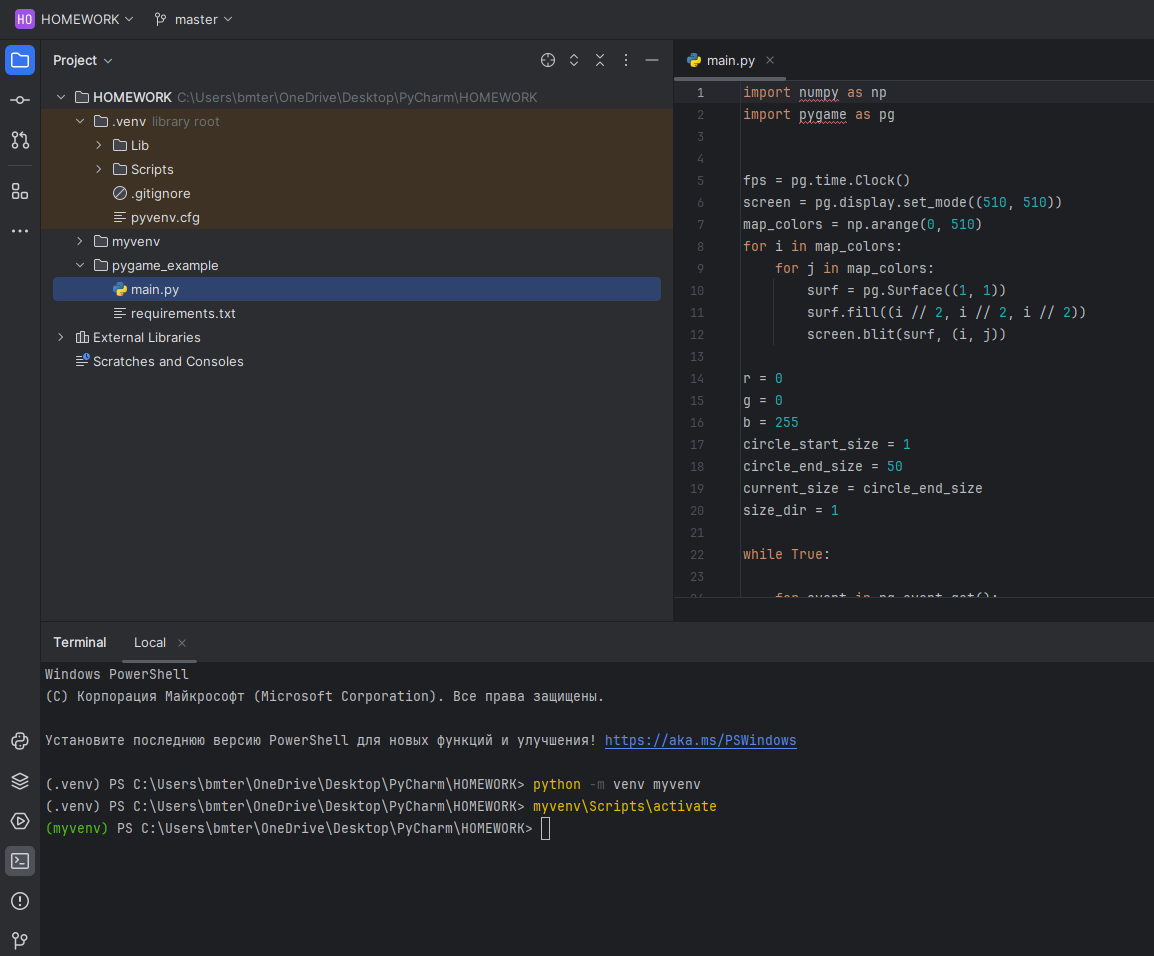 HO HOMEWORK master
Project
HOMEWORK C:\Users\bmter\OneDrive\Desktop\PyCharm\HOMEWORK
.venv library root
Lib
Scripts
.gitignore
pyvenv.cfg
myvenv
pygame_example
main.py
requirements.txt
External Libraries
Scratches and Consoles
main.py
1 import numpy as np
2 import pygame as pg
3
4
5 fps = pg.time.Clock()
6 screen = pg.display.set_mode((510, 510))
7 map_colors = np.arange(0, 510)
8 for i in map_colors:
9 for j in map_colors:
10 surf = pg.Surface((1, 1))
11 surf.fill((i // 2, i // 2, i // 2))
12 screen.blit(surf, (i, j))
13
14 r = 0
15 g = 0
16 b = 255
17 circle_start_size = 1
18 circle_end_size = 50
19 current_size = circle_end_size
20 size_dir = 1
21
22 while True:
23
24 for event in pg.event.get():
Terminal Local
Windows PowerShell
(C) Корпорация Майкрософт (Microsoft Corporation). Все права защищены.
Установите последнюю версию PowerShell для новых функций и улучшения! https://aka.ms/PSWindows
(.venv) PS C:\Users\bmter\OneDrive\Desktop\PyCharm\HOMEWORK> python -m venv myvenv
(.venv) PS C:\Users\bmter\OneDrive\Desktop\PyCharm\HOMEWORK> myvenv\Scripts\activate
(myvenv) PS C:\Users\bmter\OneDrive\Desktop\PyCharm\HOMEWORK>